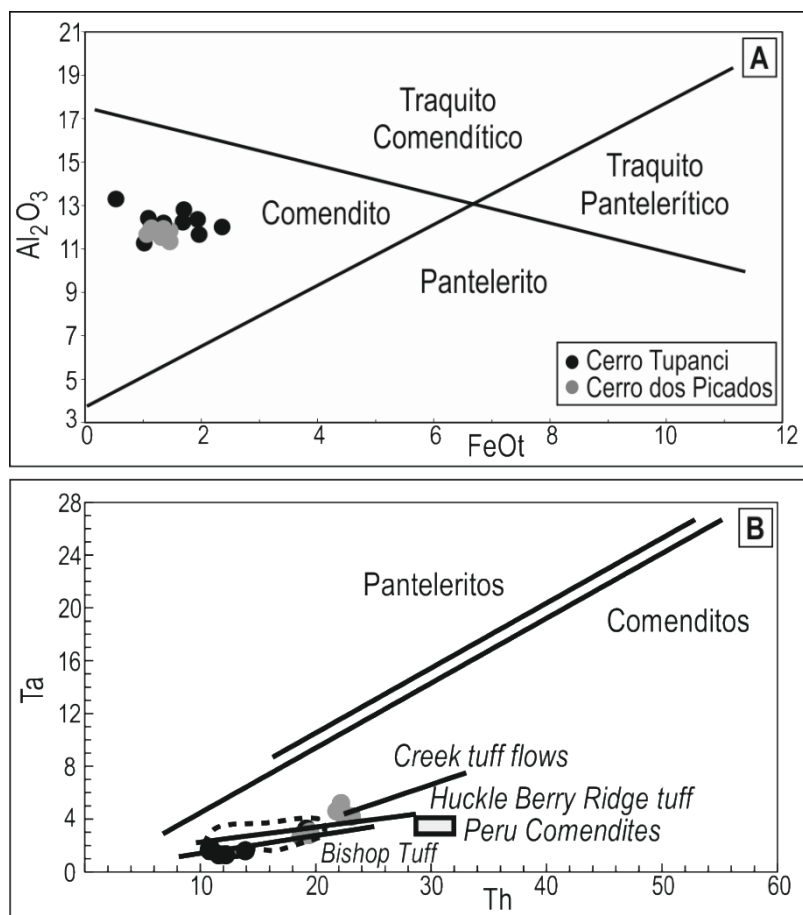 A
21
19
17
15
13
11
9
7
5
3
Al2O3
Traquito
Comendítico
Traquito
Pantelerítico
Comendito
Pantelerito
Cerro Tupanci
Cerro dos Picados
0 2 4 6 8 10 12
FeOt
B
28
24
20
16
12
8
4
0
Ta
Panteleritos
Comenditos
Creek tuff flows
Huckle Berry Ridge tuff
Peru Comendites
Bishop Tuff
10 20 30 40 50 60
Th